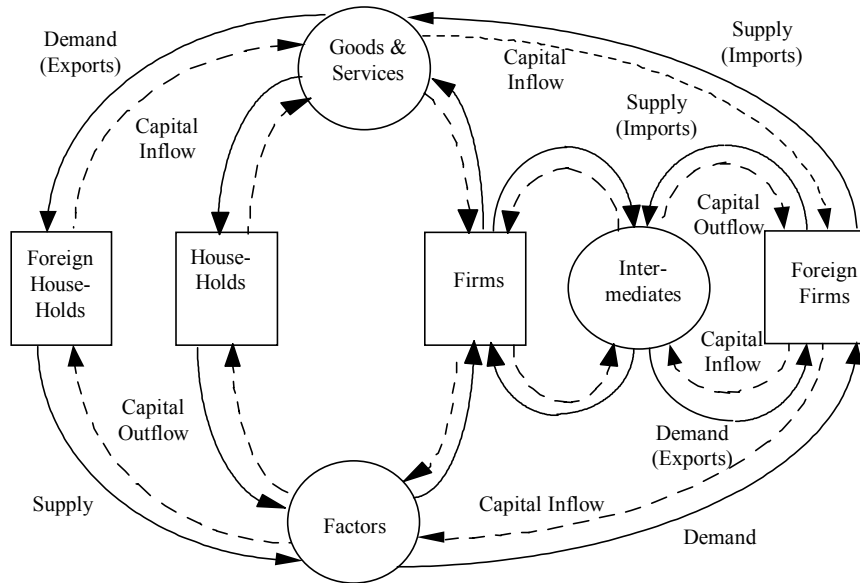 Demand
(Exports)
Goods &
Services
Capital
Inflow
Supply
(Imports)
Capital
Inflow
Supply
(Imports)
Capital
Outflow
Foreign
House-
Holds
House-
Holds
Firms
Inter-
mediates
Foreign
Firms
Capital
Inflow
Capital
Outflow
Demand
(Exports)
Supply
Factors
Capital Inflow
Demand